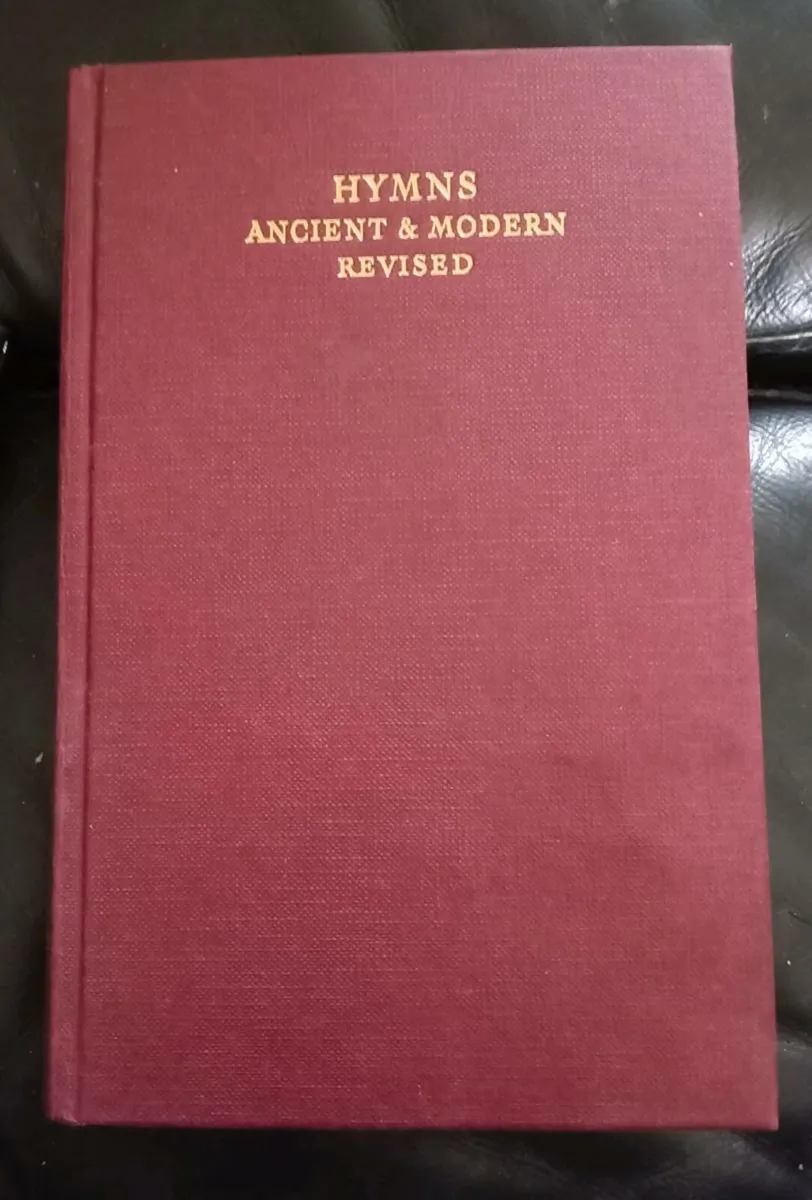 HYMNS
ANCIENT & MODERN
REVISED